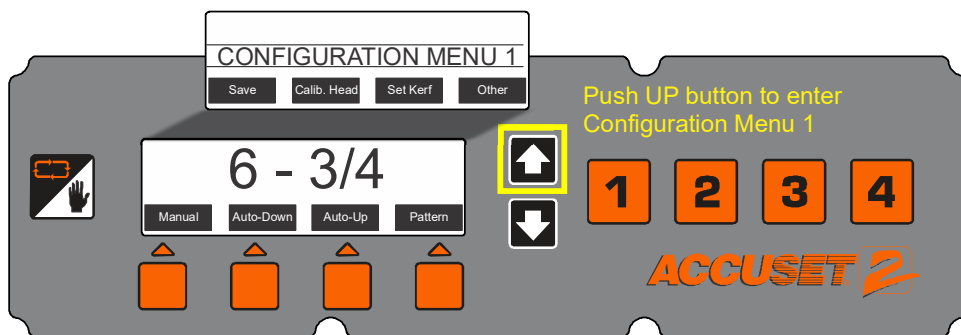 CONFIGURATION MENU 1
Save Calib. Head Set Kerf Other
Push UP button to enter
Configuration Menu 1
6 - 3/4
Manual Auto-Down Auto-Up Pattern
1 2 3 4
ACCUSET 2